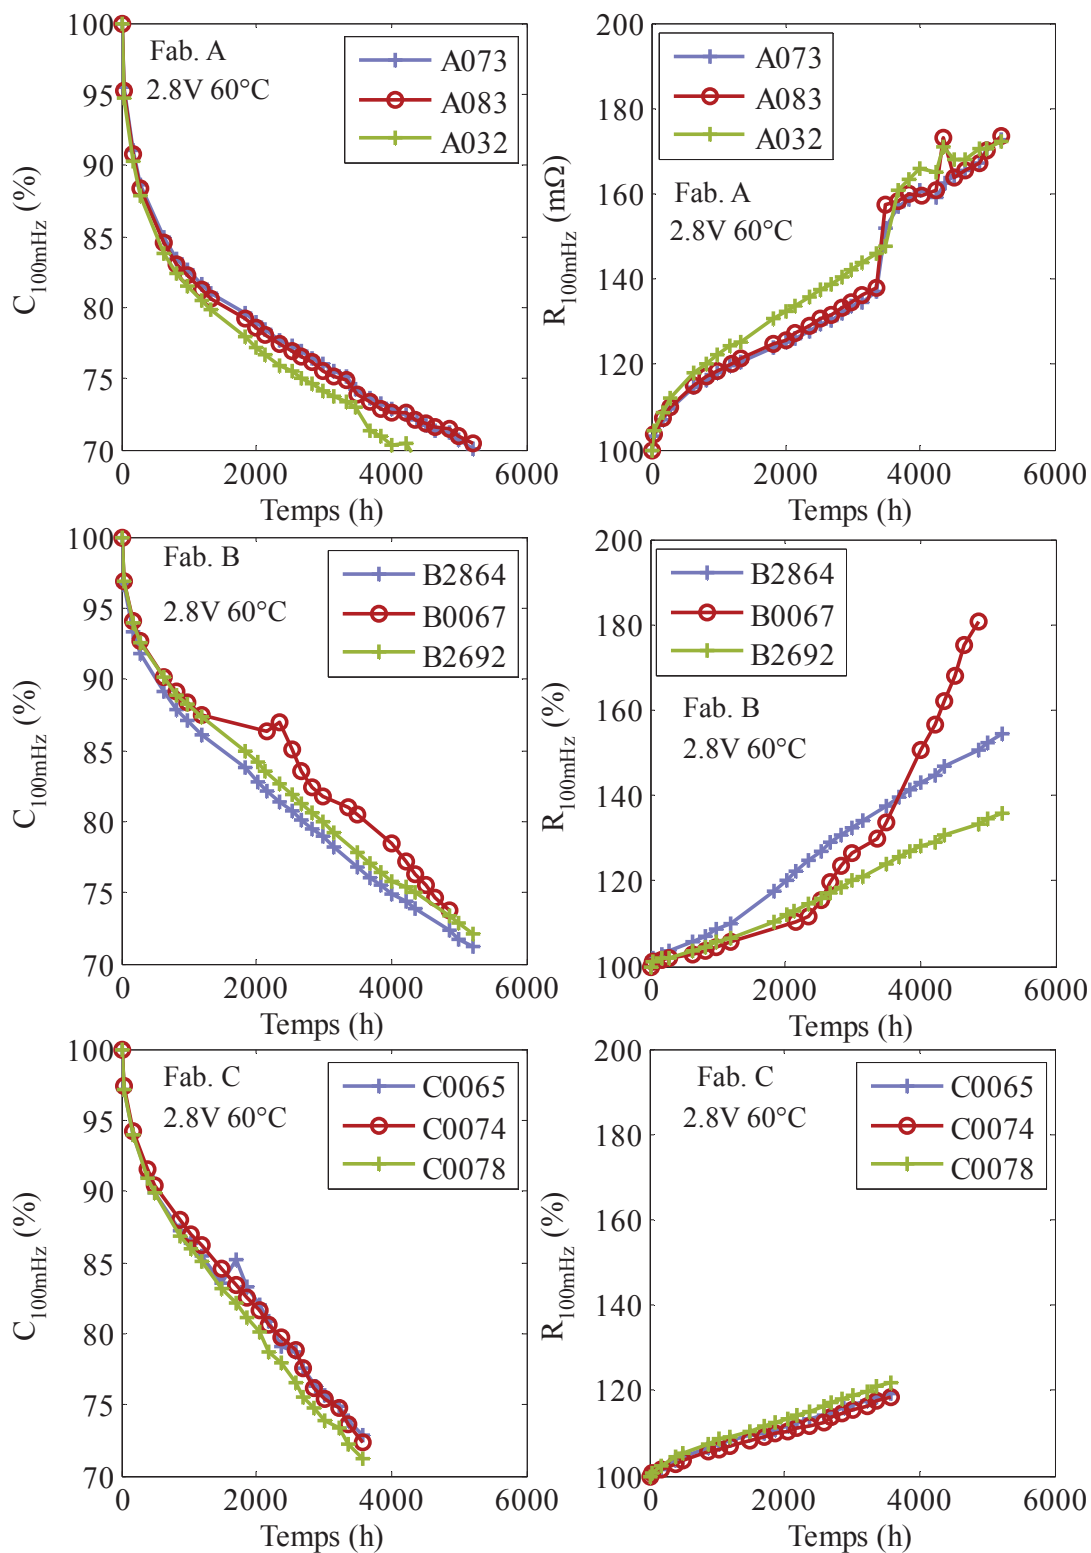 100
95
90
85
80
75
70
C100mHz (%)
Fab. A
2.8V 60°C
A073
A083
A032
0
2000
4000
6000
Temps (h)
200
180
160
140
120
100
R100mHz (mΩ)
A073
A083
A032
Fab. A
2.8V 60°C
0
2000
4000
6000
Temps (h)
100
95
90
85
80
75
70
C100mHz (%)
Fab. B
2.8V 60°C
B2864
B0067
B2692
0
2000
4000
6000
Temps (h)
200
180
160
140
120
100
R100mHz (%)
B2864
B0067
B2692
Fab. B
2.8V 60°C
0
2000
4000
6000
Temps (h)
100
95
90
85
80
75
70
C100mHz (%)
Fab. C
2.8V 60°C
C0065
C0074
C0078
0
2000
4000
6000
Temps (h)
200
180
160
140
120
100
R100mHz (%)
Fab. C
2.8V 60°C
C0065
C0074
C0078
0
2000
4000
6000
Temps (h)